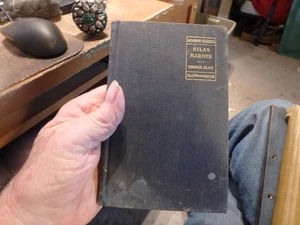 ACADEMY CLASSICS
SILAS
MARNER
GEORGE ELIOT
ALLYN AND BACON